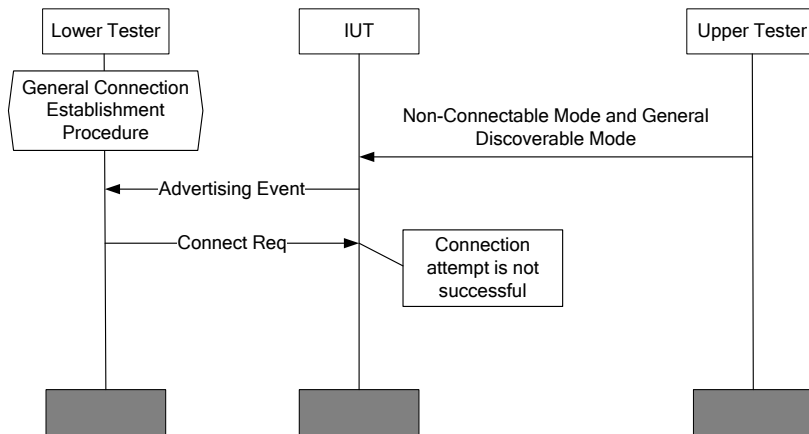 Lower Tester
IUT
Upper Tester
General Connection
Establishment
Procedure
Non-Connectable Mode and General
Discoverable Mode
Advertising Event
Connect Req
Connection
attempt is not
successful